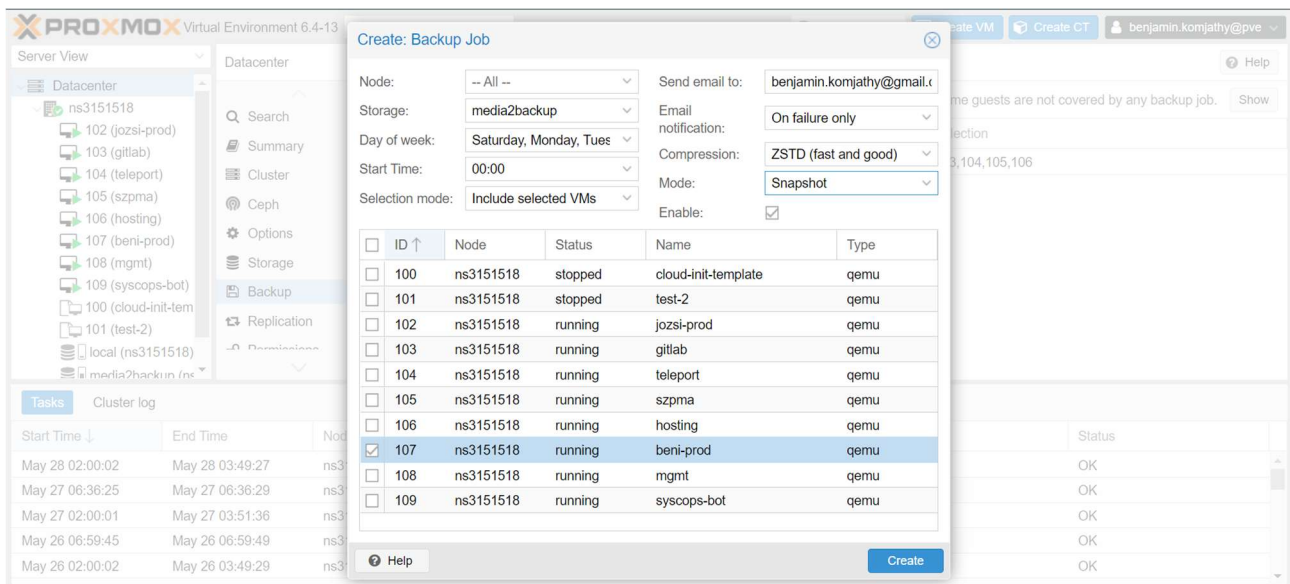 PROXMOX Virtual Environment 6.4-13
Create VM
Create CT
benjamin.komjathy@pve
Server View
Datacenter
ns3151518
102 (jozsi-prod)
103 (gitlab)
104 (teleport)
105 (szpma)
106 (hosting)
107 (beni-prod)
108 (mgmt)
109 (syscops-bot)
100 (cloud-init-tem
101 (test-2)
local (ns3151518)
media2backup (ns
Datacenter
Search
Summary
Cluster
Ceph
Options
Storage
Backup
Replication
Permissions
Help
me guests are not covered by any backup job. Show
ection
3,104,105,106
Create: Backup Job
Node: -- All --
Storage: media2backup
Day of week: Saturday, Monday, Tues
Start Time: 00:00
Selection mode: Include selected VMs
Send email to: benjamin.komjathy@gmail.c
Email
notification: On failure only
Compression: ZSTD (fast and good)
Mode: Snapshot
Enable:
ID ↑ Node Status Name Type
100 ns3151518 stopped cloud-init-template qemu
101 ns3151518 stopped test-2 qemu
102 ns3151518 running jozsi-prod qemu
103 ns3151518 running gitlab qemu
104 ns3151518 running teleport qemu
105 ns3151518 running szpma qemu
106 ns3151518 running hosting qemu
107 ns3151518 running beni-prod qemu
108 ns3151518 running mgmt qemu
109 ns3151518 running syscops-bot qemu
Help Create
Tasks Cluster log
Start Time ↓ End Time Nod Status
May 28 02:00:02 May 28 03:49:27 ns3 OK
May 27 06:36:25 May 27 06:36:29 ns3 OK
May 27 02:00:01 May 27 03:51:36 ns3 OK
May 26 06:59:45 May 26 06:59:49 ns3 OK
May 26 02:00:02 May 26 03:49:29 ns3 OK